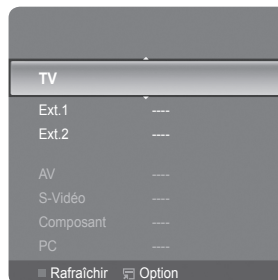 TV
Ext.1 ----
Ext.2 ----
AV ----
S-Vidéo ----
Composant ----
PC ----
Rafraîchir Option